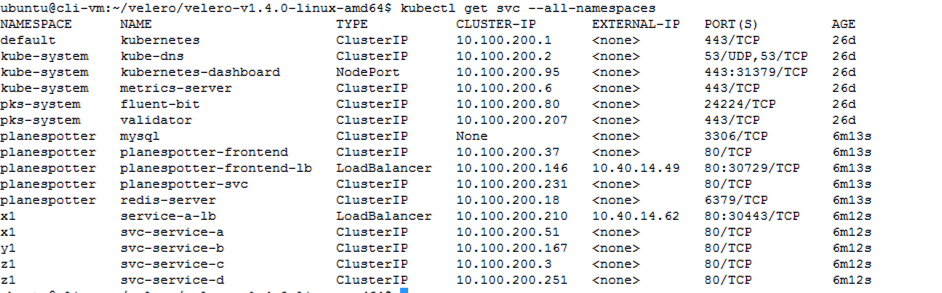 ubuntu@cli-vm:~/velero/velero-v1.4.0-linux-amd64$ kubectl get svc --all-namespaces
NAMESPACE NAME TYPE CLUSTER-IP EXTERNAL-IP PORT(S) AGE
default kubernetes ClusterIP 10.100.200.1 <none> 443/TCP 26d
kube-system kube-dns ClusterIP 10.100.200.2 <none> 53/UDP,53/TCP 26d
kube-system kubernetes-dashboard NodePort 10.100.200.95 <none> 443:31379/TCP 26d
kube-system metrics-server ClusterIP 10.100.200.6 <none> 443/TCP 26d
pks-system fluent-bit ClusterIP 10.100.200.80 <none> 24224/TCP 26d
pks-system validator ClusterIP 10.100.200.207 <none> 443/TCP 26d
planespotter mysql ClusterIP None <none> 3306/TCP 6m13s
planespotter planespotter-frontend ClusterIP 10.100.200.37 <none> 80/TCP 6m13s
planespotter planespotter-frontend-lb LoadBalancer 10.100.200.146 10.40.14.49 80:30729/TCP 6m13s
planespotter planespotter-svc ClusterIP 10.100.200.231 <none> 80/TCP 6m13s
planespotter redis-server ClusterIP 10.100.200.18 <none> 6379/TCP 6m13s
x1 service-a-lb LoadBalancer 10.100.200.210 10.40.14.62 80:30443/TCP 6m12s
x1 svc-service-a ClusterIP 10.100.200.51 <none> 80/TCP 6m12s
y1 svc-service-b ClusterIP 10.100.200.167 <none> 80/TCP 6m12s
z1 svc-service-c ClusterIP 10.100.200.3 <none> 80/TCP 6m12s
z1 svc-service-d ClusterIP 10.100.200.251 <none> 80/TCP 6m12s